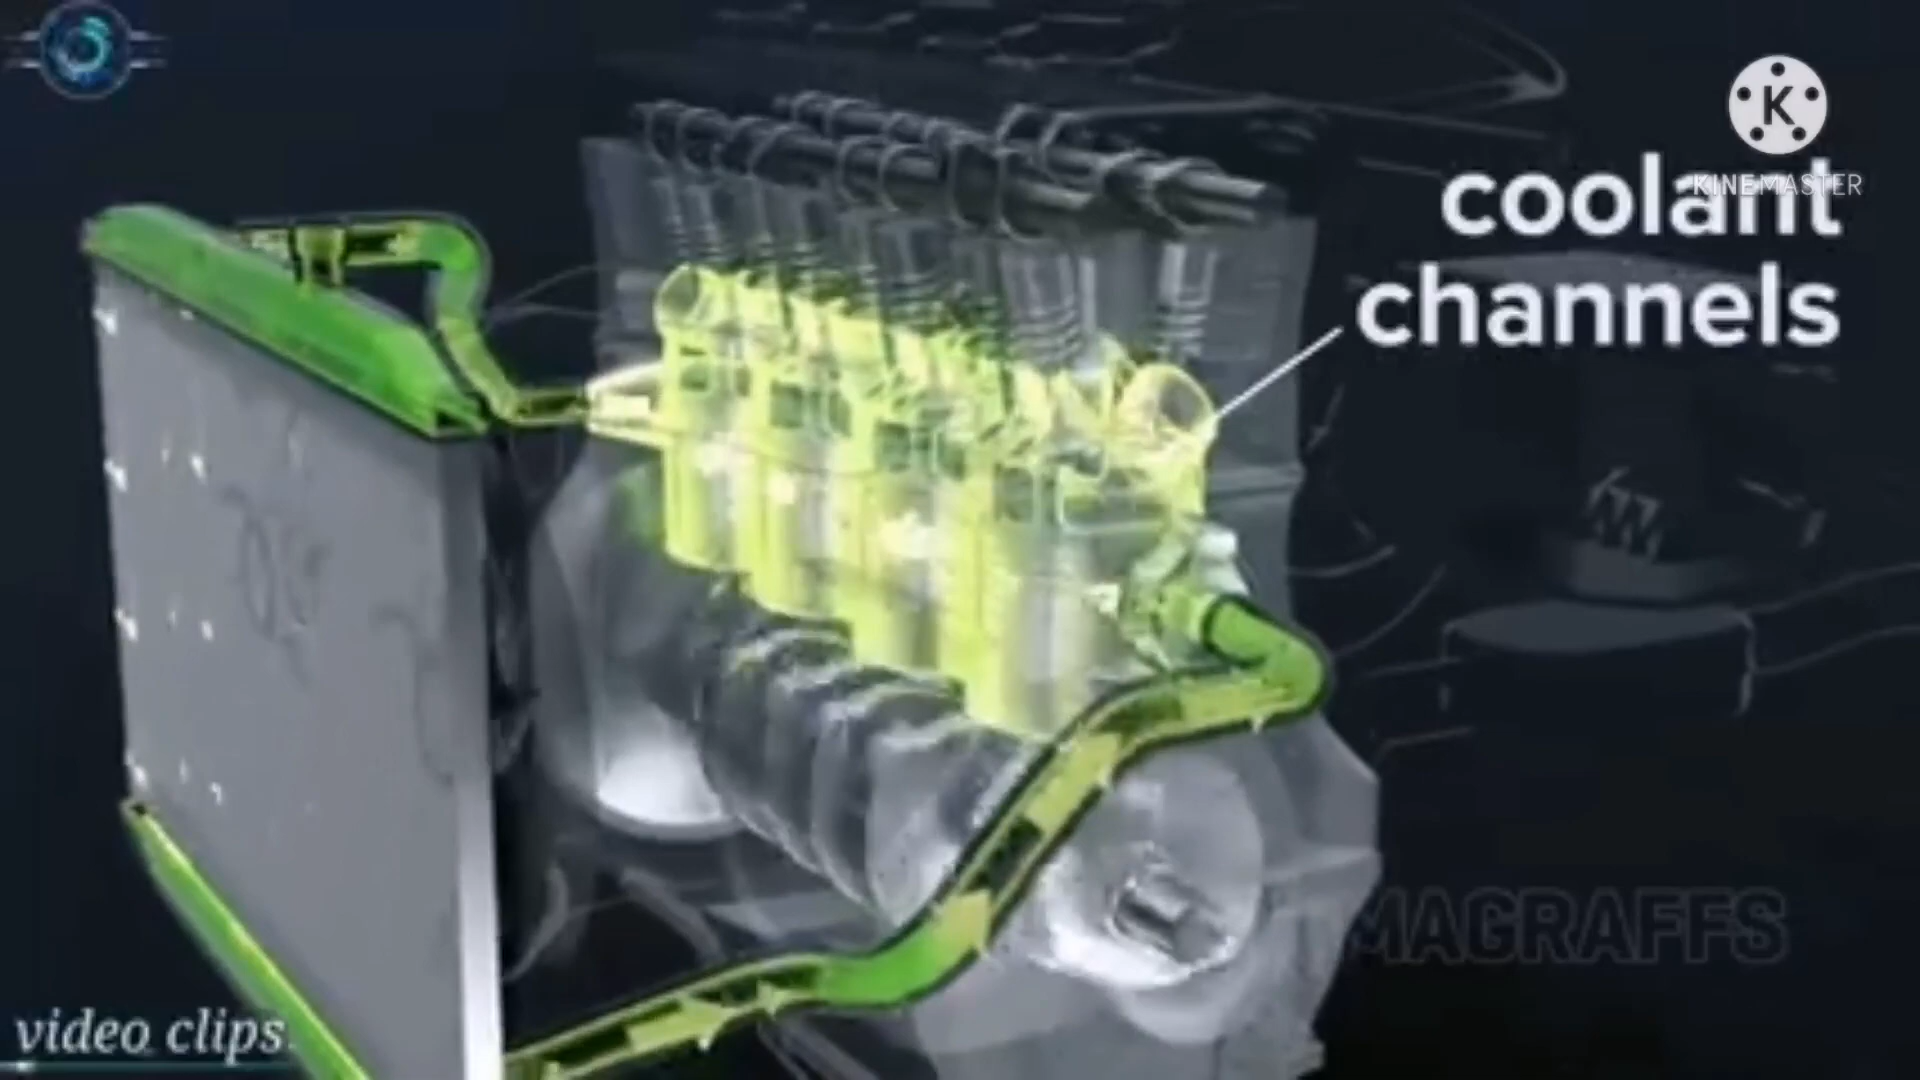 K
KINEMASTER
coolant
channels
MAGRAFFS
video clips.